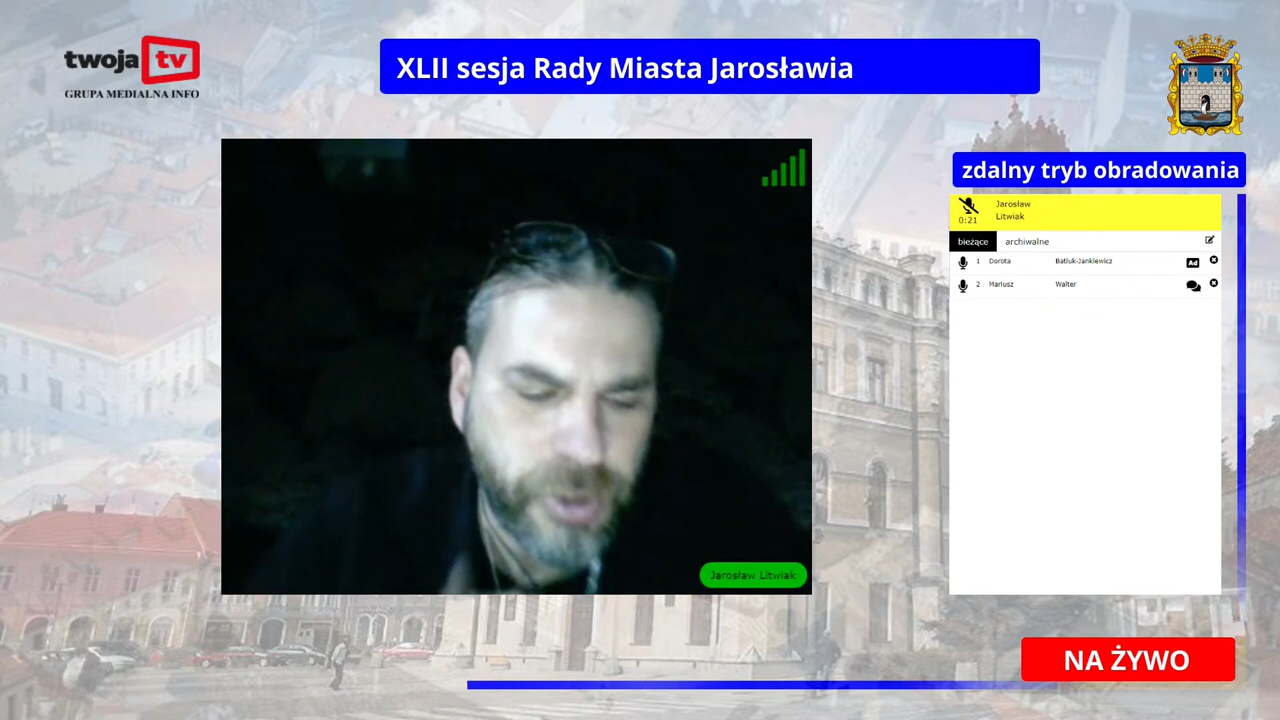 twoja tv
GRUPA MEDIALNA INFO
XLII sesja Rady Miasta Jarosławia
zdalny tryb obradowania
0:21
Jarosław
Litwiak
bieżące archiwalne
1 Dorota Batiuk-Jankiewicz Ad
2 Mariusz Walter
Jarosław Litwiak
NA ŻYWO